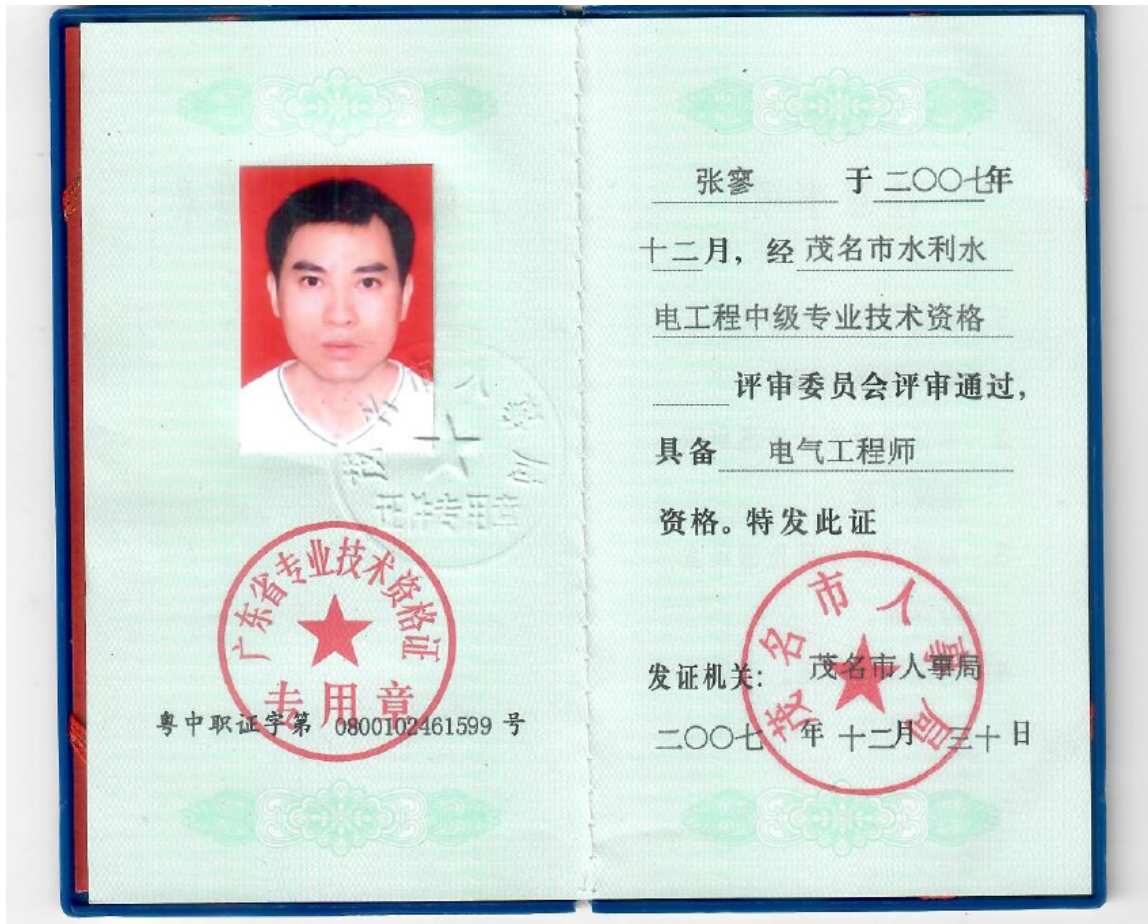 广东省专业技术资格证
专用章
粤中职证字第 0800102461599 号
张寥 于 二〇〇七年
十二月，经 茂名市水利水
电工程中级专业技术资格
评审委员会评审通过，
具备 电气工程师
资格。特发此证
茂名市人事局
发证机关： 茂名市人事局
二〇〇七 年 十二月 三十 日